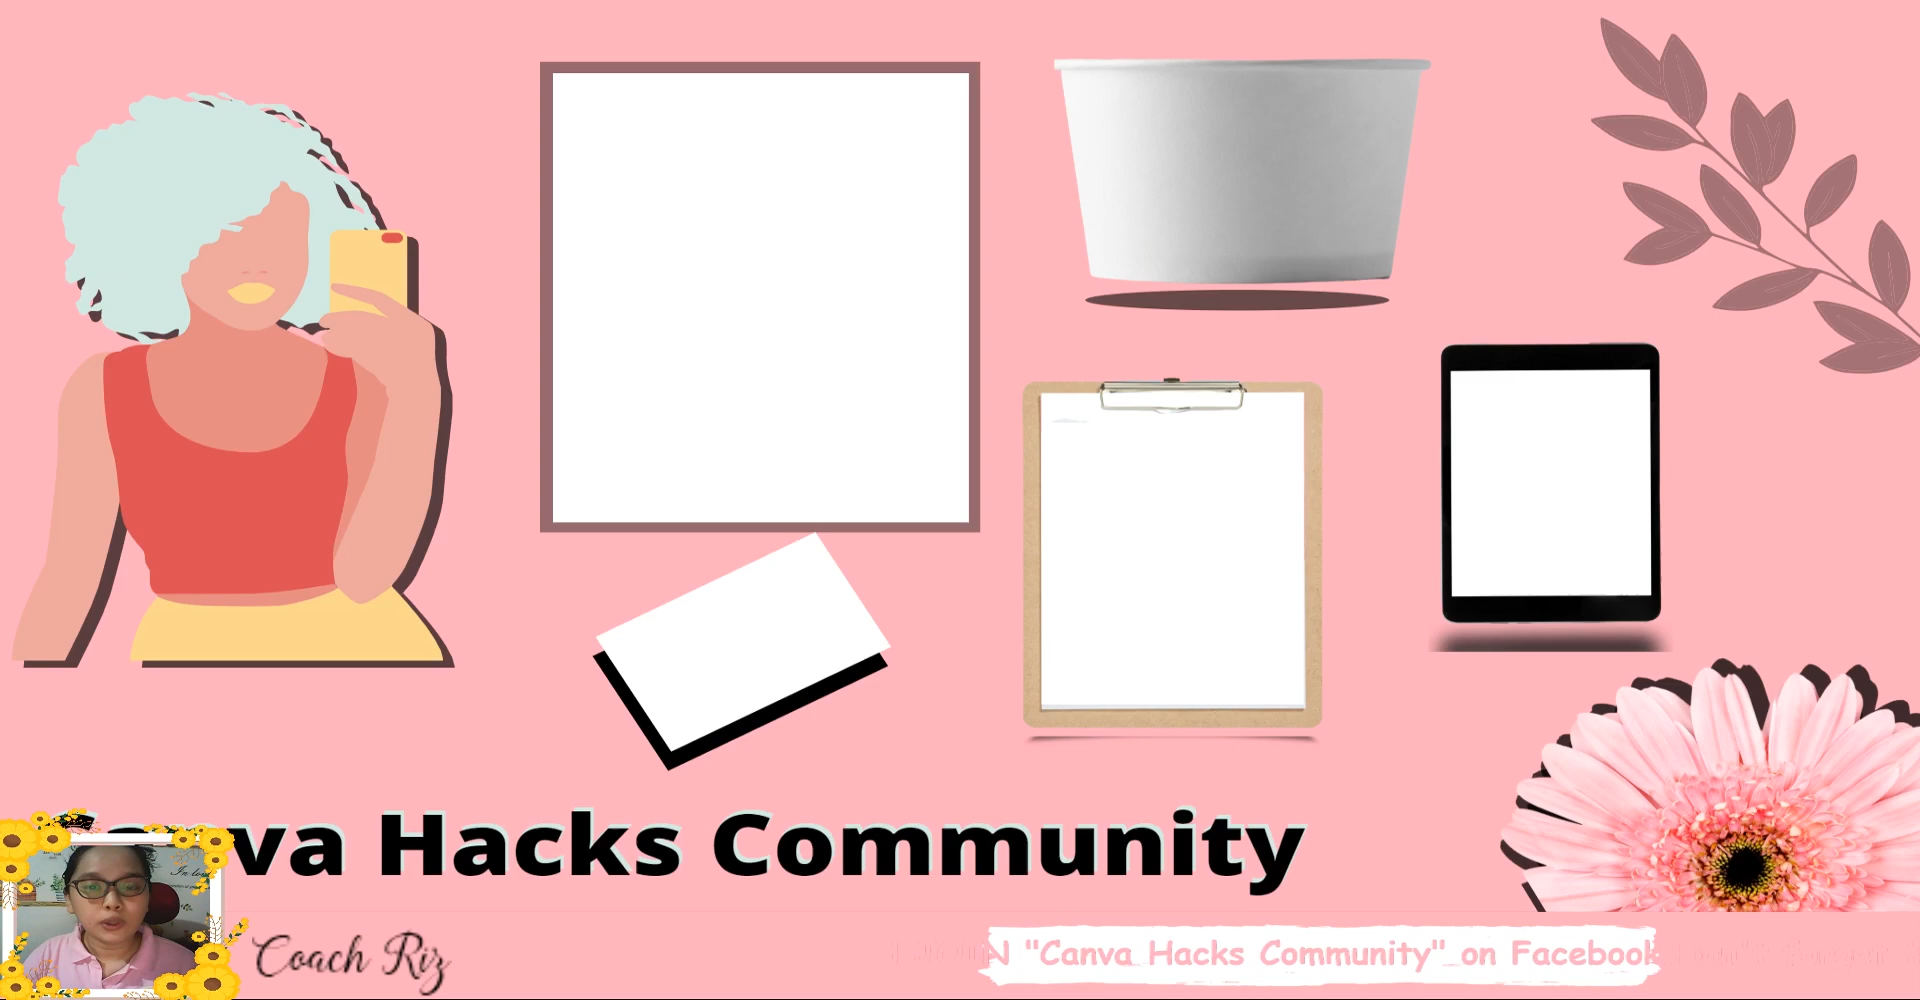 va Hacks Community
Coach Riz
N "Canva Hacks Community" on Facebook